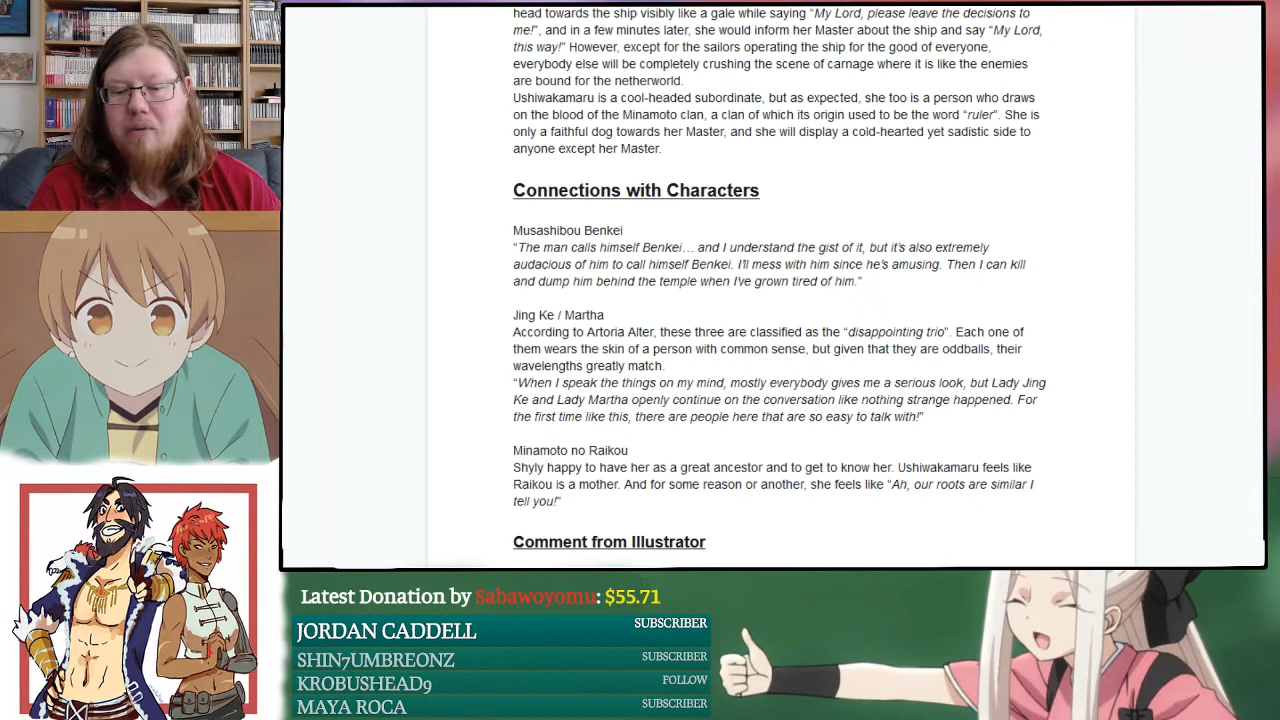 head towards the ship visibly like a gale while saying “My Lord, please leave the decisions to
me!”, and in a few minutes later, she would inform her Master about the ship and say “My Lord,
this way!” However, except for the sailors operating the ship for the good of everyone,
everybody else will be completely crushing the scene of carnage where it is like the enemies
are bound for the netherworld.
Ushiwakamaru is a cool-headed subordinate, but as expected, she too is a person who draws
on the blood of the Minamoto clan, a clan of which its origin used to be the word “ruler”. She is
only a faithful dog towards her Master, and she will display a cold-hearted yet sadistic side to
anyone except her Master.
Connections with Characters
Musashibou Benkei
“The man calls himself Benkei… and I understand the gist of it, but it’s also extremely
audacious of him to call himself Benkei. I’ll mess with him since he’s amusing. Then I can kill
and dump him behind the temple when I’ve grown tired of him.”
Jing Ke / Martha
According to Artoria Alter, these three are classified as the “disappointing trio”. Each one of
them wears the skin of a person with common sense, but given that they are oddballs, their
wavelengths greatly match.
“When I speak the things on my mind, mostly everybody gives me a serious look, but Lady Jing
Ke and Lady Martha openly continue on the conversation like nothing strange happened. For
the first time like this, there are people here that are so easy to talk with!”
Minamoto no Raikou
Shyly happy to have her as a great ancestor and to get to know her. Ushiwakamaru feels like
Raikou is a mother. And for some reason or another, she feels like “Ah, our roots are similar I
tell you!”
Comment from Illustrator
Latest Donation by Sabawoyomu: $55.71
JORDAN CADDELL SUBSCRIBER
SHIN7UMBREONZ SUBSCRIBER
KROBUSHEAD9 FOLLOW
MAYA ROCA SUBSCRIBER